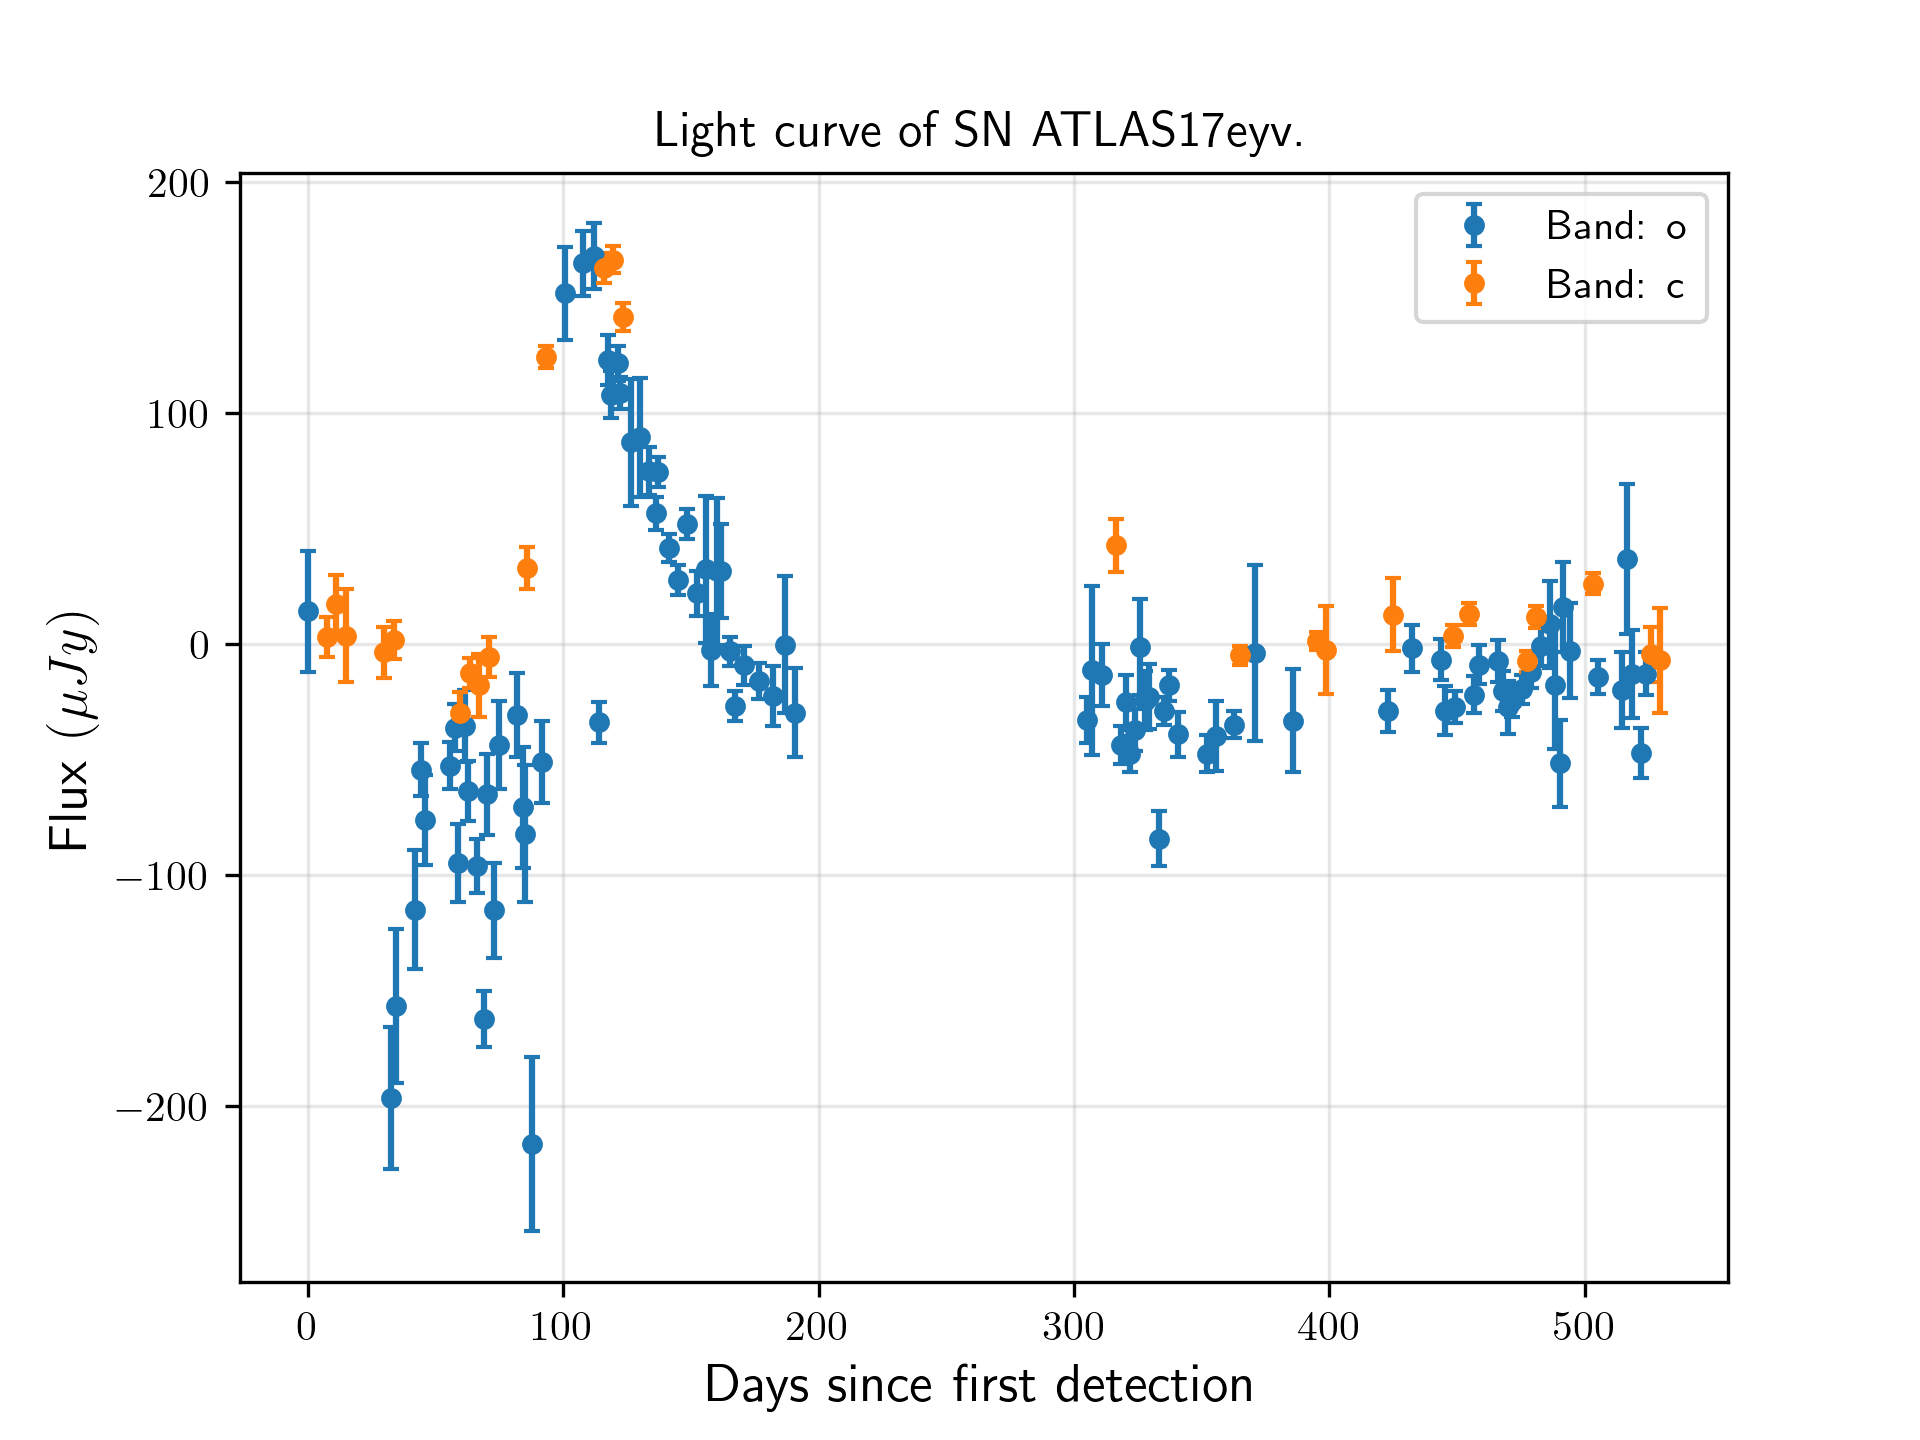 Light curve of SN ATLAS17eyv.
200
100
0
−100
−200
Flux (μJy)
Band: o
Band: c
0 100 200 300 400 500
Days since first detection